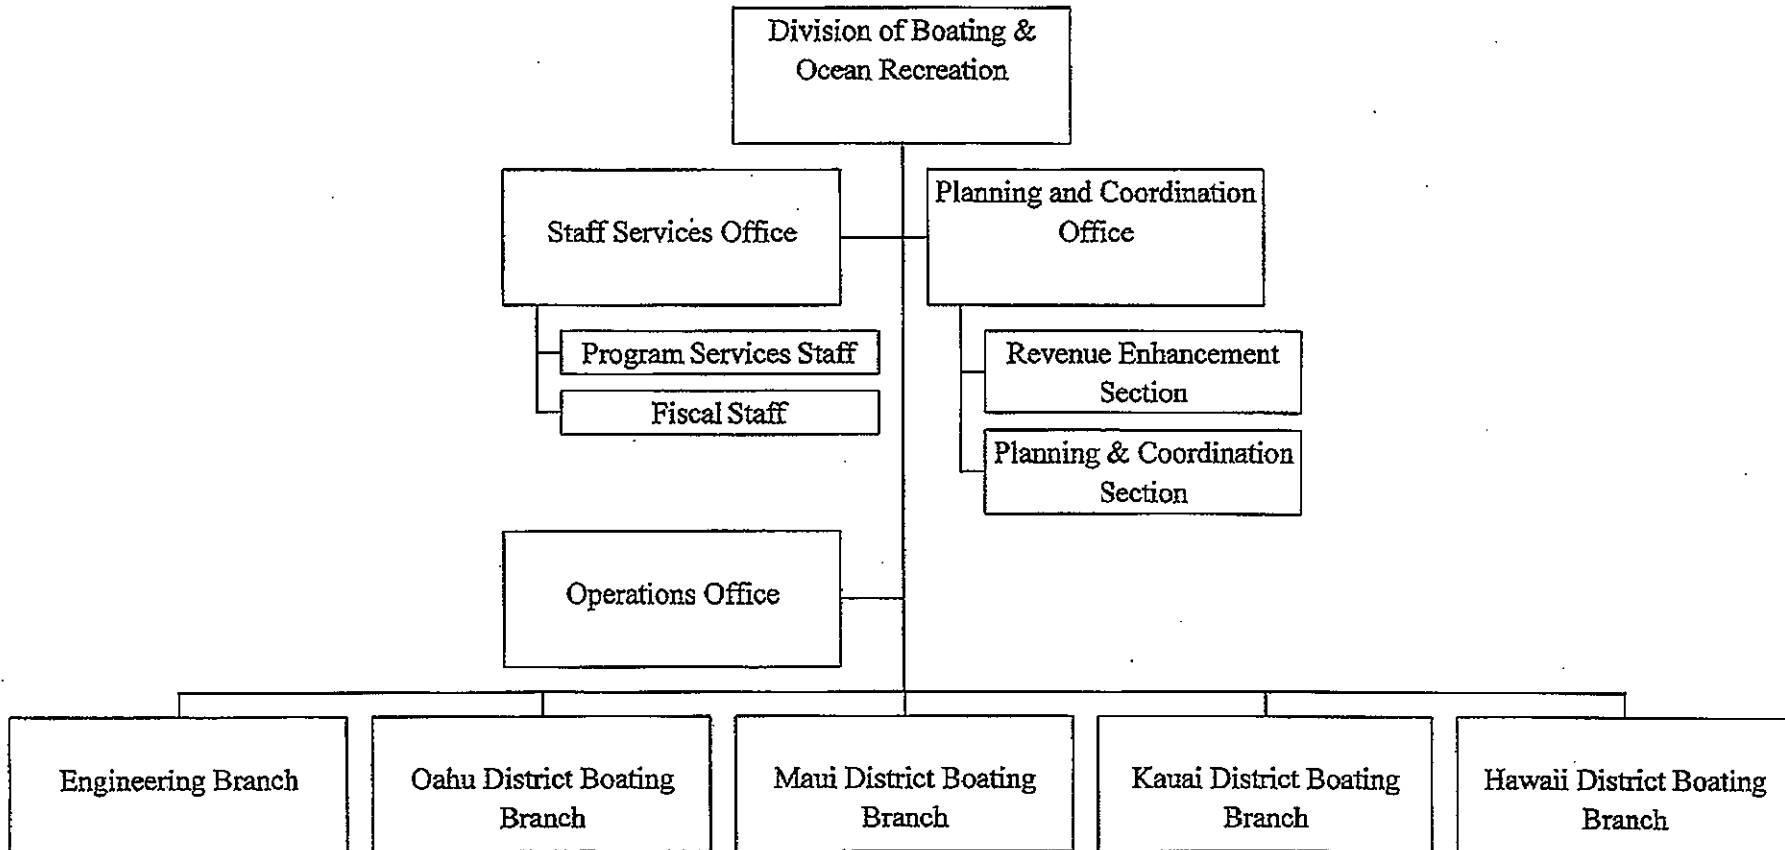 Division of Boating &
Ocean Recreation
Staff Services Office
Planning and Coordination
Office
Program Services Staff
Fiscal Staff
Revenue Enhancement
Section
Planning & Coordination
Section
Operations Office
Engineering Branch
Oahu District Boating
Branch
Maui District Boating
Branch
Kauai District Boating
Branch
Hawaii District Boating
Branch